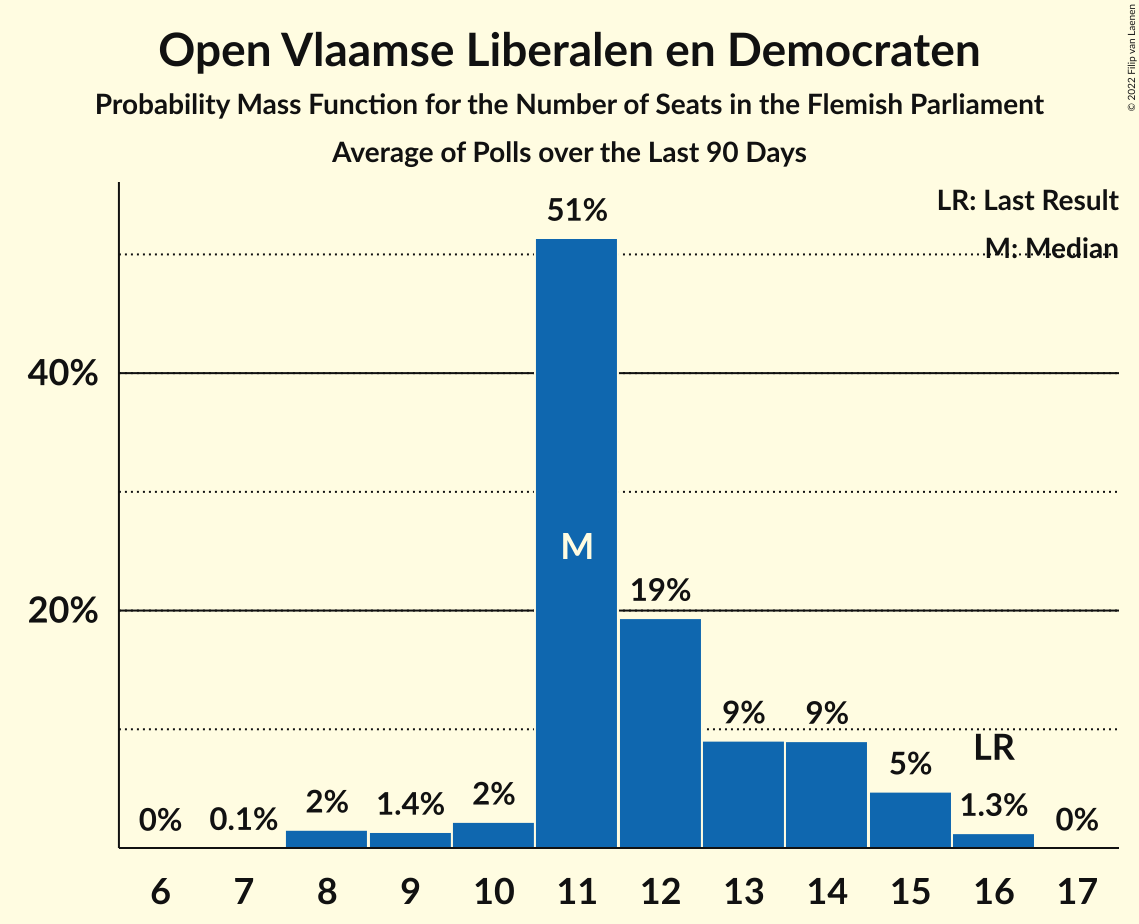 Open Vlaamse Liberalen en Democraten
Probability Mass Function for the Number of Seats in the Flemish Parliament
Average of Polls over the Last 90 Days
© 2022 Filip van Laenen
LR: Last Result
M: Median
51%
40%
M
20%
19%
9%
9%
LR
5%
0%
0.1%
2%
1.4%
2%
1.3%
0%
6 7 8 9 10 11 12 13 14 15 16 17